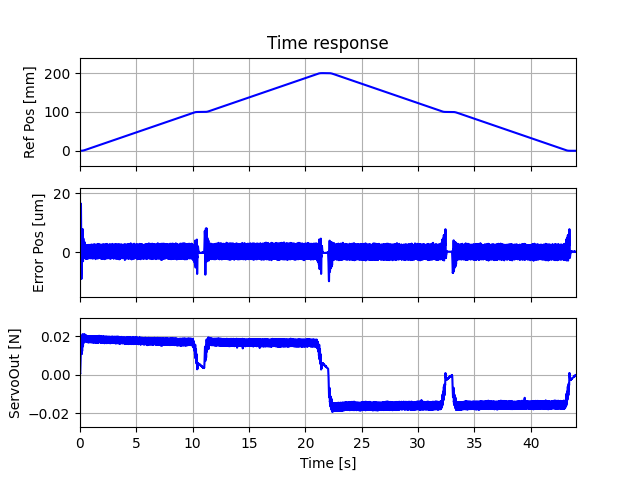 Time response
Ref Pos [mm]
200
100
0
Error Pos [um]
20
0
ServoOut [N]
0.02
0.00
−0.02
0 5 10 15 20 25 30 35 40
Time [s]